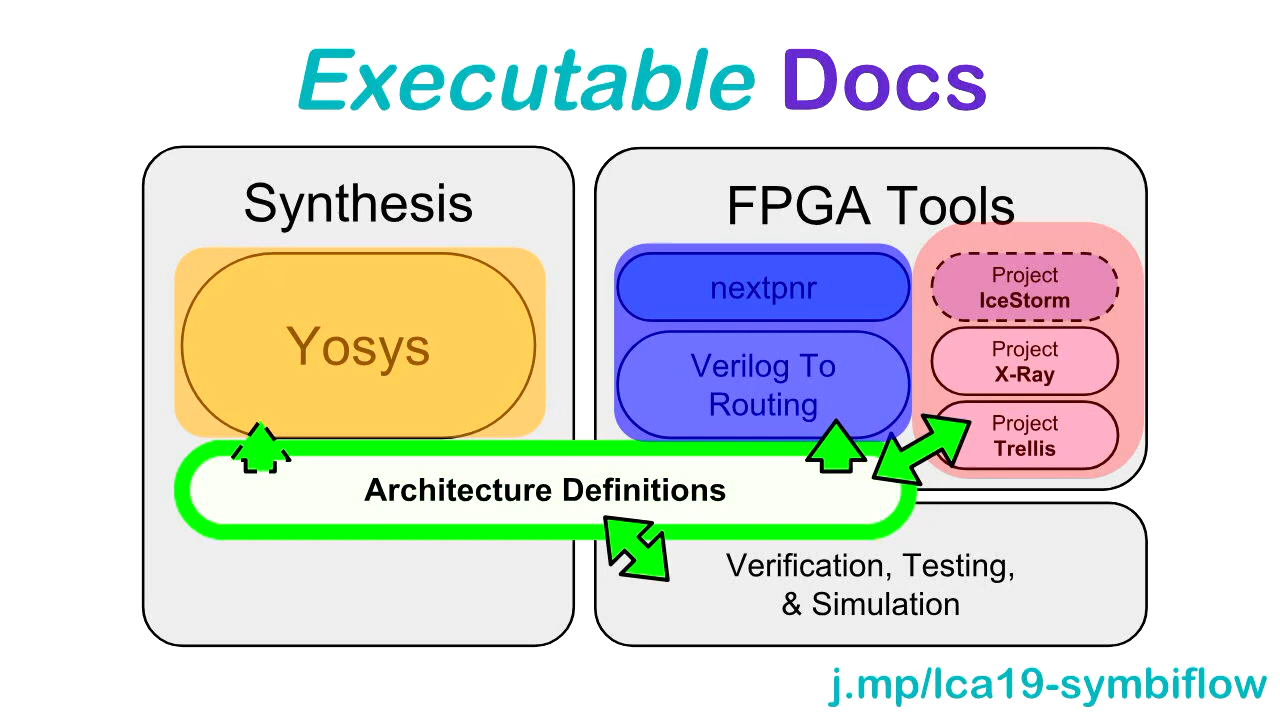 Executable Docs
Synthesis
Yosys
FPGA Tools
nextpnr
Verilog To
Routing
Project
IceStorm
Project
X-Ray
Project
Trellis
Architecture Definitions
Verification, Testing,
& Simulation
j.mp/lca19-symbiflow